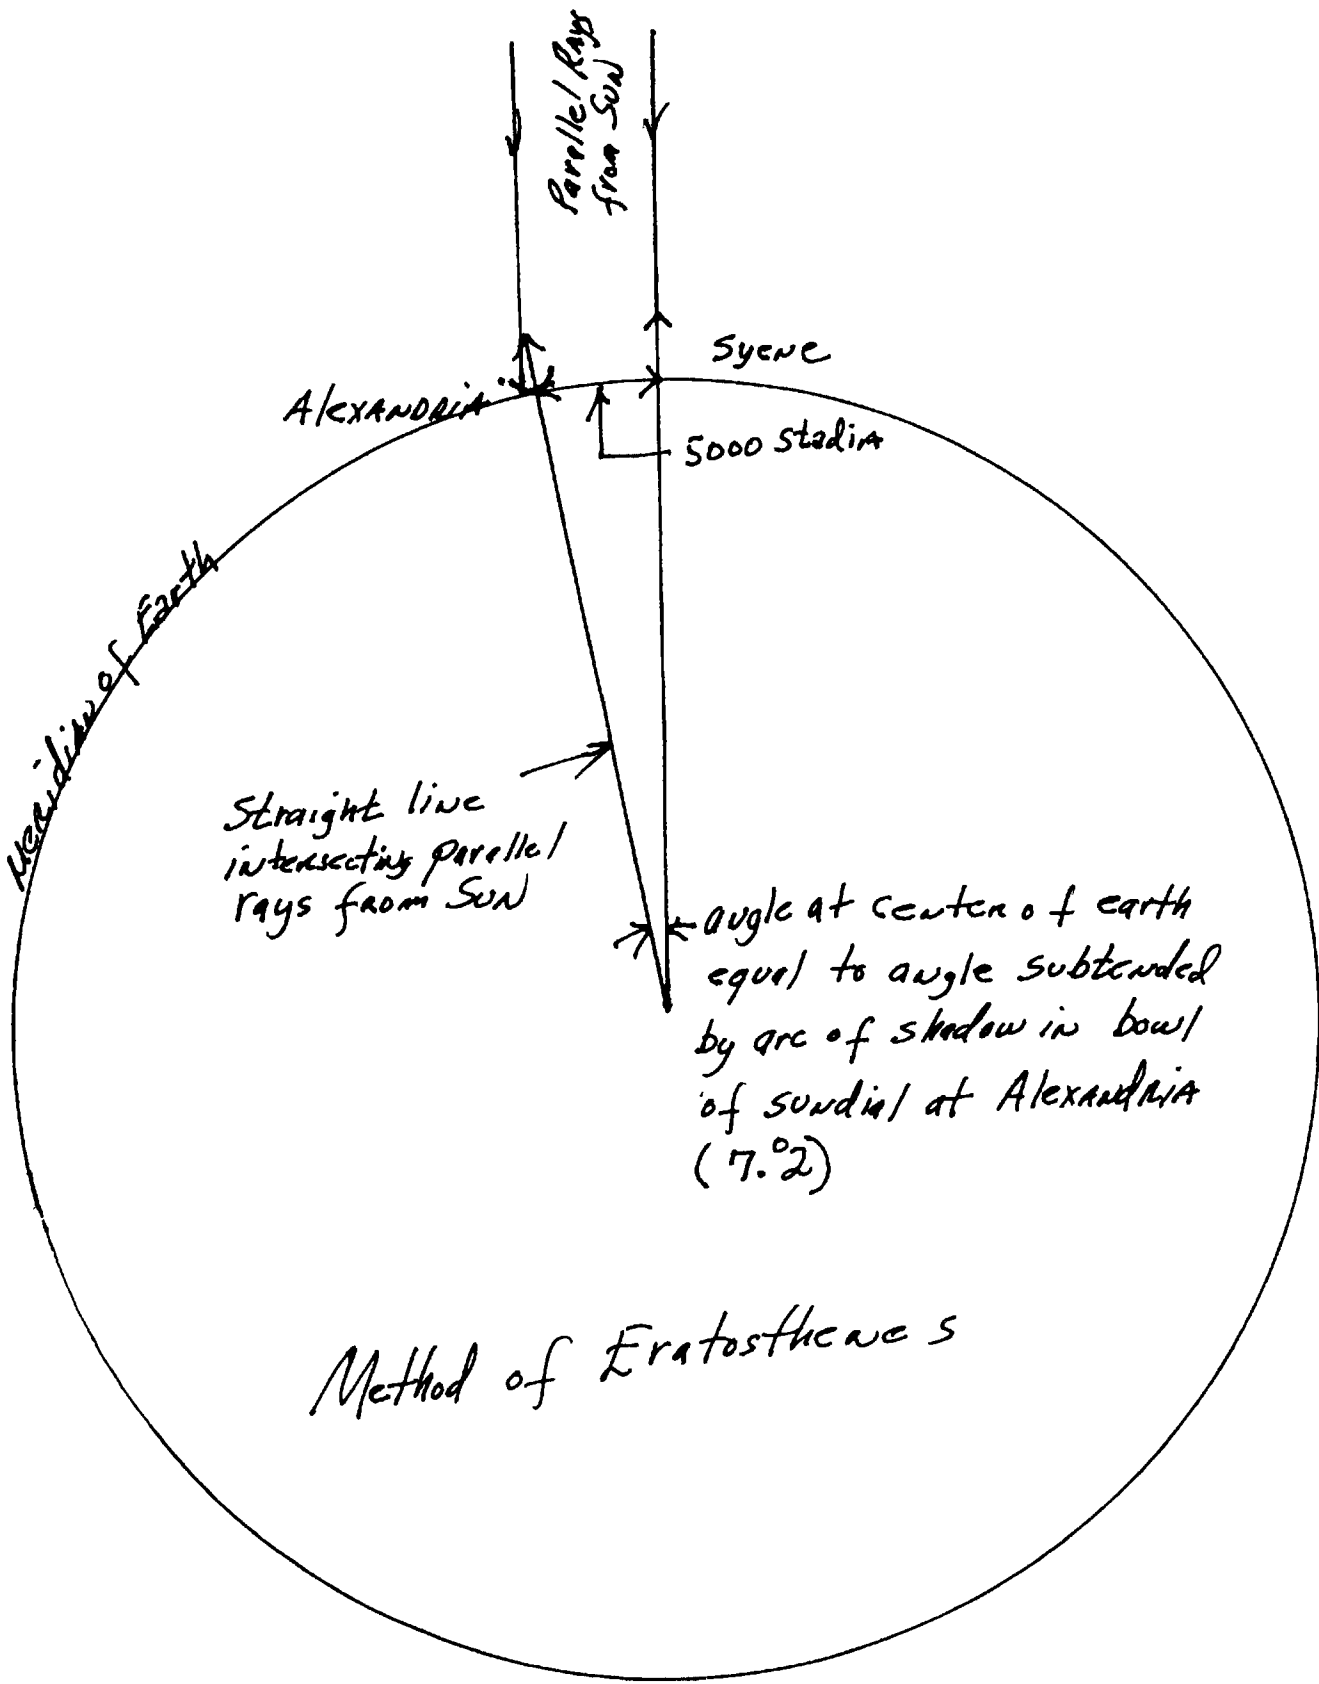 Parallel Rays
from Sun
Syene
Alexandria
5000 Stadia
Meridian of Earth
Straight line
intersecting parallel
rays from Sun
angle at center of earth
equal to angle subtended
by arc of shadow in bowl
of sundial at Alexandria
(7.°2)
Method of Eratosthenes